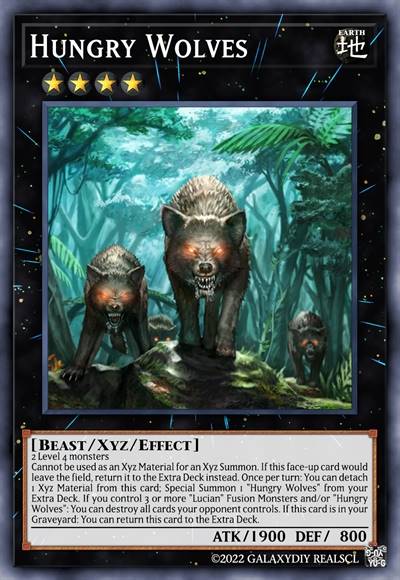 HUNGRY WOLVES
EARTH
地
[BEAST/XYZ/EFFECT]
2 Level 4 monsters
Cannot be used as an Xyz Material for an Xyz Summon. If this face-up card would
leave the field, return it to the Extra Deck instead. Once per turn: You can detach
1 Xyz Material from this card; Special Summon 1 "Hungry Wolves" from your
Extra Deck. If you control 3 or more "Lucian" Fusion Monsters and/or "Hungry
Wolves": You can destroy all cards your opponent controls. If this card is in your
Graveyard: You can return this card to the Extra Deck.
ATK/1900 DEF/ 800
©2022 GALAXYDIY REALSCL